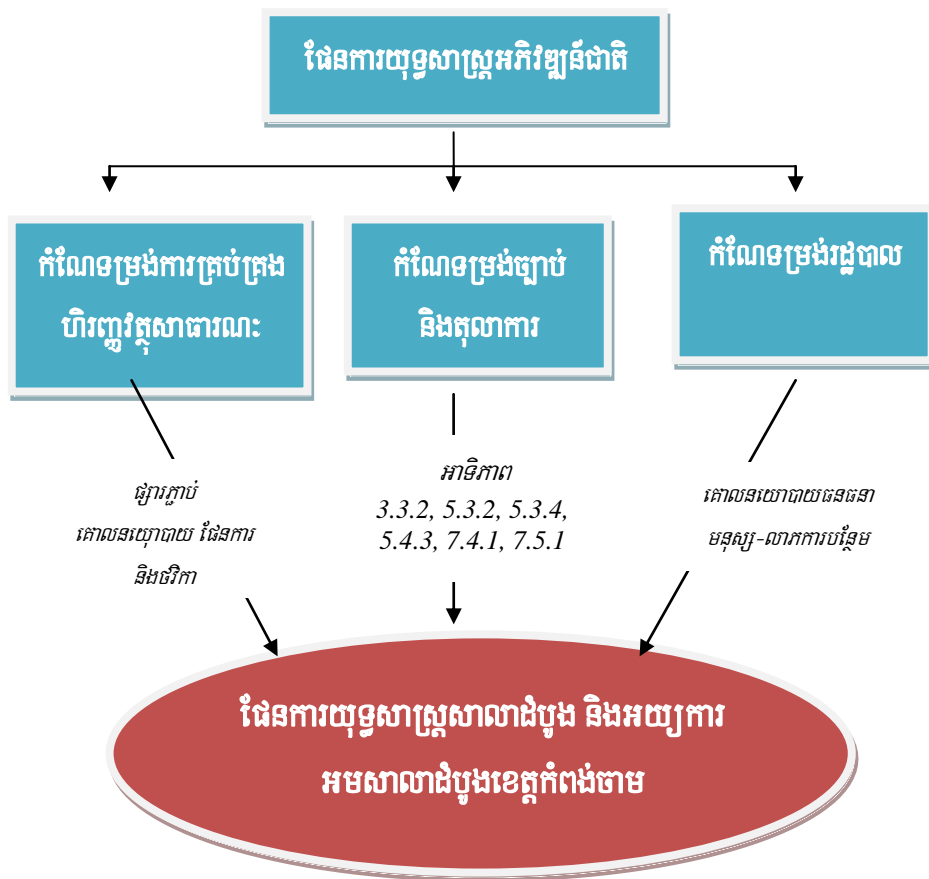 ផែនការយុទ្ធសាស្ត្រអភិវឌ្ឍន៍ជាតិ
កំណែទម្រង់ការគ្រប់គ្រង
ហិរញ្ញវត្ថុសាធារណៈ
កំណែទម្រង់ច្បាប់
និងតុលាការ
កំណែទម្រង់រដ្ឋបាល
ផ្សារភ្ជាប់
គោលនយោបាយ ផែនការ
និងថវិកា
អាទិភាព
3.3.2, 5.3.2, 5.3.4,
5.4.3, 7.4.1, 7.5.1
គោលនយោបាយធនធនា
មនុស្ស-លាភការបន្ថែម
ផែនការយុទ្ធសាស្ត្រសាលាដំបូង និងអយ្យការ
អមសាលាដំបូងខេត្តកំពង់ចាម